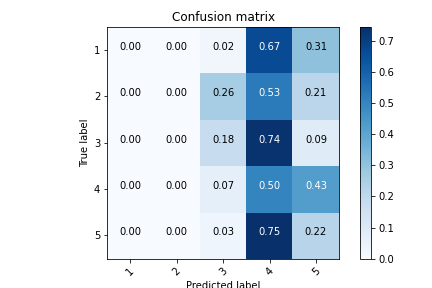 Confusion matrix
1 0.00 0.00 0.02 0.67 0.31
2 0.00 0.00 0.26 0.53 0.21
3 0.00 0.00 0.18 0.74 0.09
4 0.00 0.00 0.07 0.50 0.43
5 0.00 0.00 0.03 0.75 0.22
1 2 3 4 5
True label
Predicted label
0.7
0.6
0.5
0.4
0.3
0.2
0.1
0.0